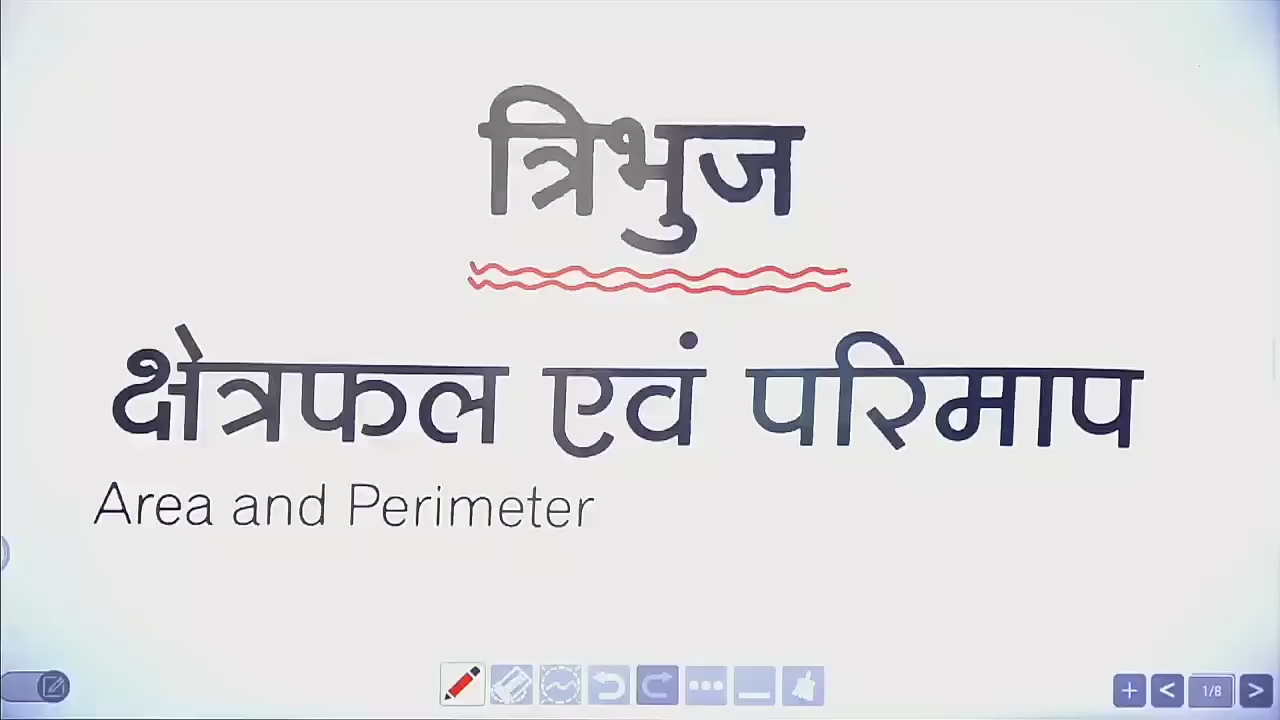 त्रिभुज
क्षेत्रफल एवं परिमाप
Area and Perimeter
1/8